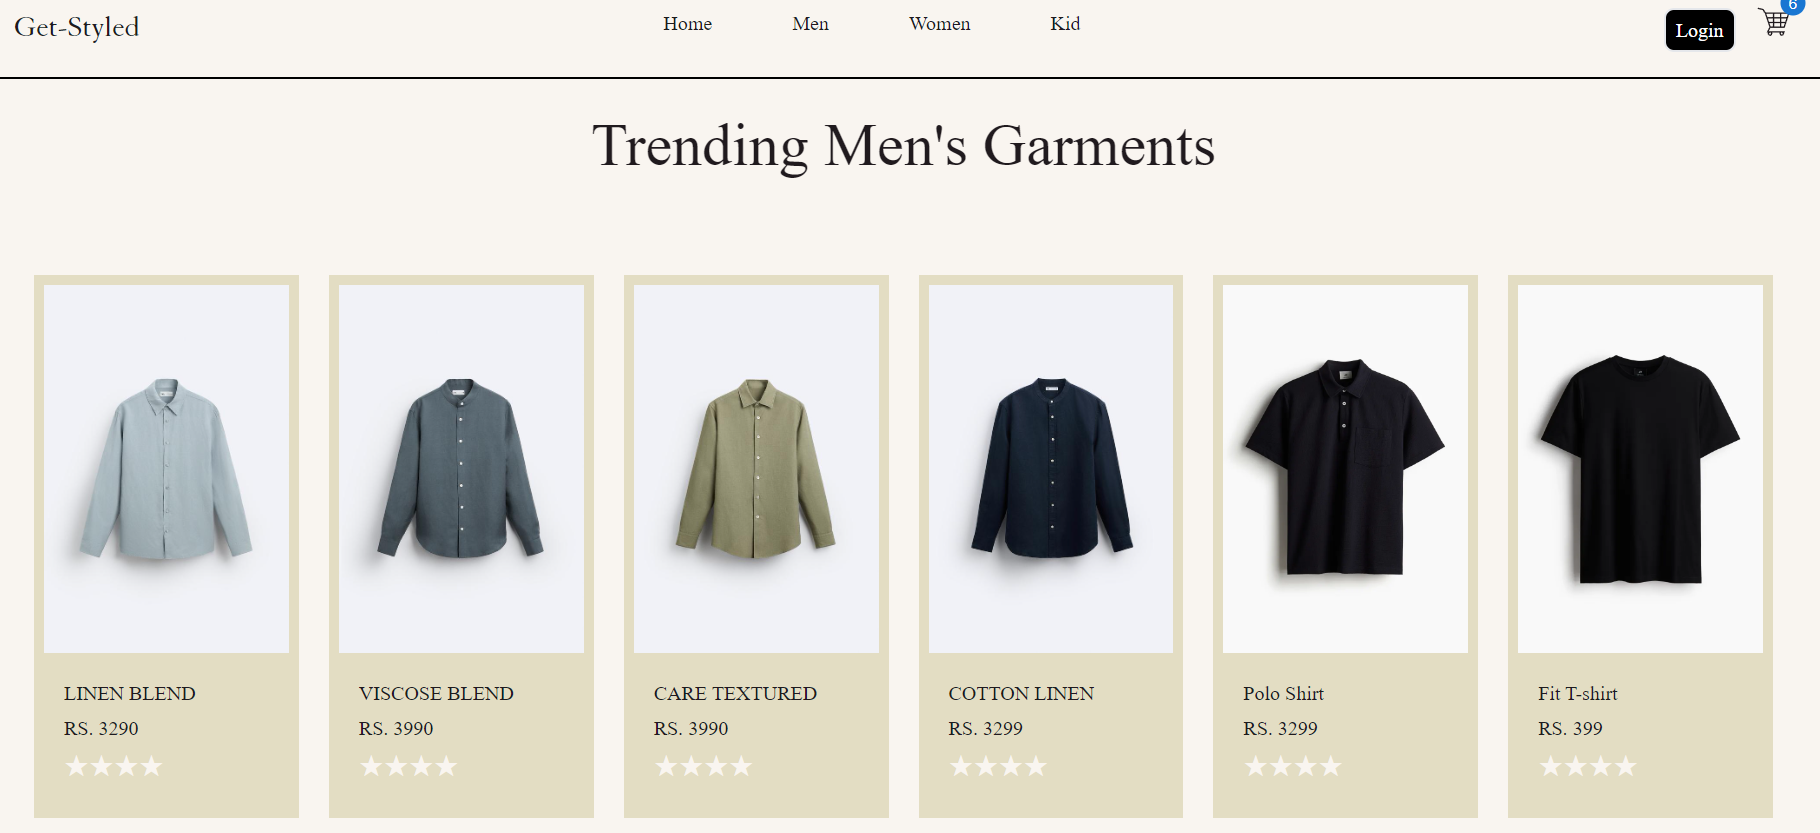 Get-Styled
Home Men Women Kid
Login
6
Trending Men's Garments
LINEN BLEND
RS. 3290
★★★★
VISCOSE BLEND
RS. 3990
★★★★
CARE TEXTURED
RS. 3990
★★★★
COTTON LINEN
RS. 3299
★★★★
Polo Shirt
RS. 3299
★★★★
Fit T-shirt
RS. 399
★★★★